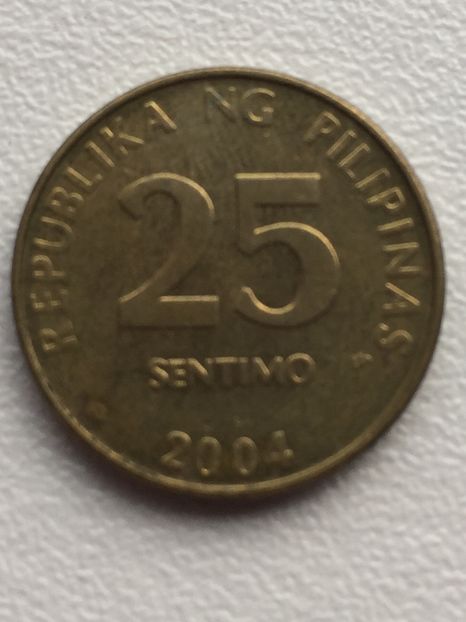 REPUBLIKA NG PILIPINAS
25
SENTIMO
2004